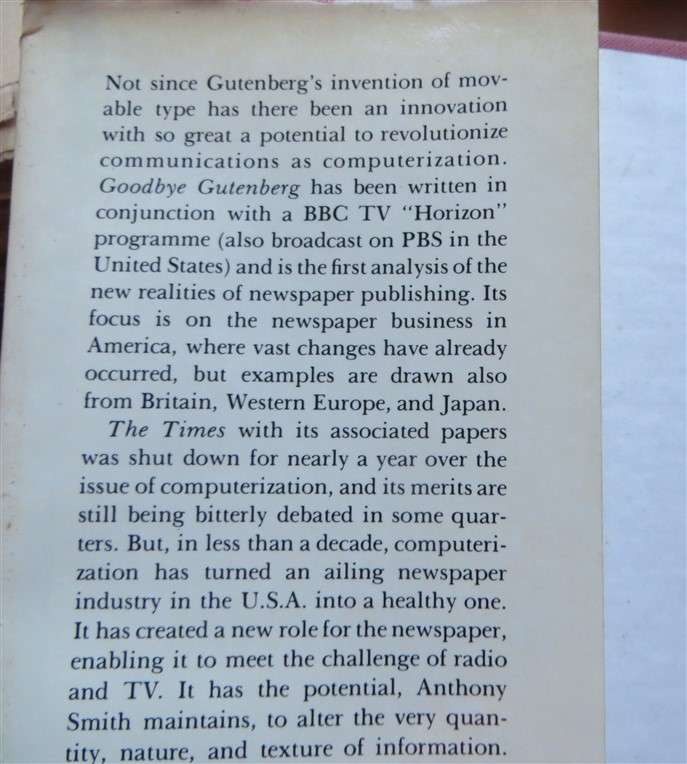 Not since Gutenberg's invention of mov-
able type has there been an innovation
with so great a potential to revolutionize
communications as computerization.
Goodbye Gutenberg has been written in
conjunction with a BBC TV “Horizon”
programme (also broadcast on PBS in the
United States) and is the first analysis of the
new realities of newspaper publishing. Its
focus is on the newspaper business in
America, where vast changes have already
occurred, but examples are drawn also
from Britain, Western Europe, and Japan.
The Times with its associated papers
was shut down for nearly a year over the
issue of computerization, and its merits are
still being bitterly debated in some quar-
ters. But, in less than a decade, computeri-
zation has turned an ailing newspaper
industry in the U.S.A. into a healthy one.
It has created a new role for the newspaper,
enabling it to meet the challenge of radio
and TV. It has the potential, Anthony
Smith maintains, to alter the very quan-
tity, nature, and texture of information.